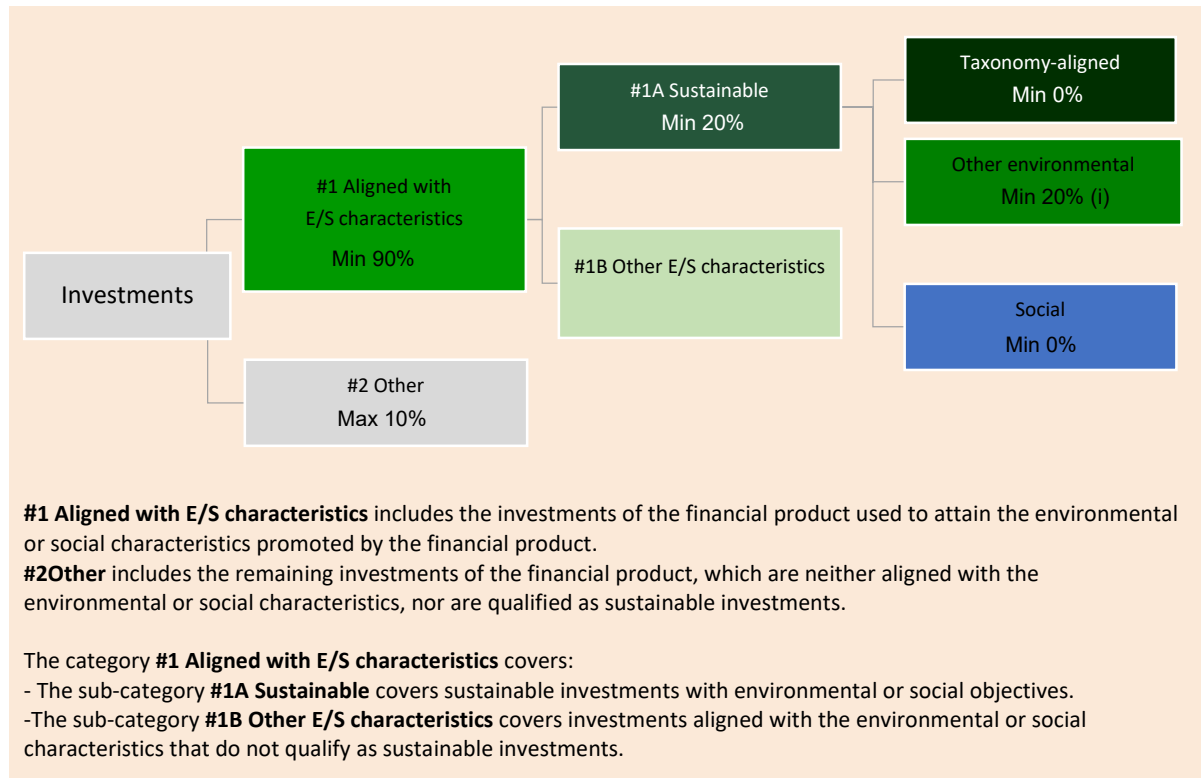 Taxonomy-aligned
Min 0%
#1A Sustainable
Min 20%
Other environmental
Min 20% (i)
#1 Aligned with
E/S characteristics
Min 90%
#1B Other E/S characteristics
Investments
Social
Min 0%
#2 Other
Max 10%
#1 Aligned with E/S characteristics includes the investments of the financial product used to attain the environmental
or social characteristics promoted by the financial product.
#2Other includes the remaining investments of the financial product, which are neither aligned with the
environmental or social characteristics, nor are qualified as sustainable investments.
The category #1 Aligned with E/S characteristics covers:
- The sub-category #1A Sustainable covers sustainable investments with environmental or social objectives.
-The sub-category #1B Other E/S characteristics covers investments aligned with the environmental or social
characteristics that do not qualify as sustainable investments.